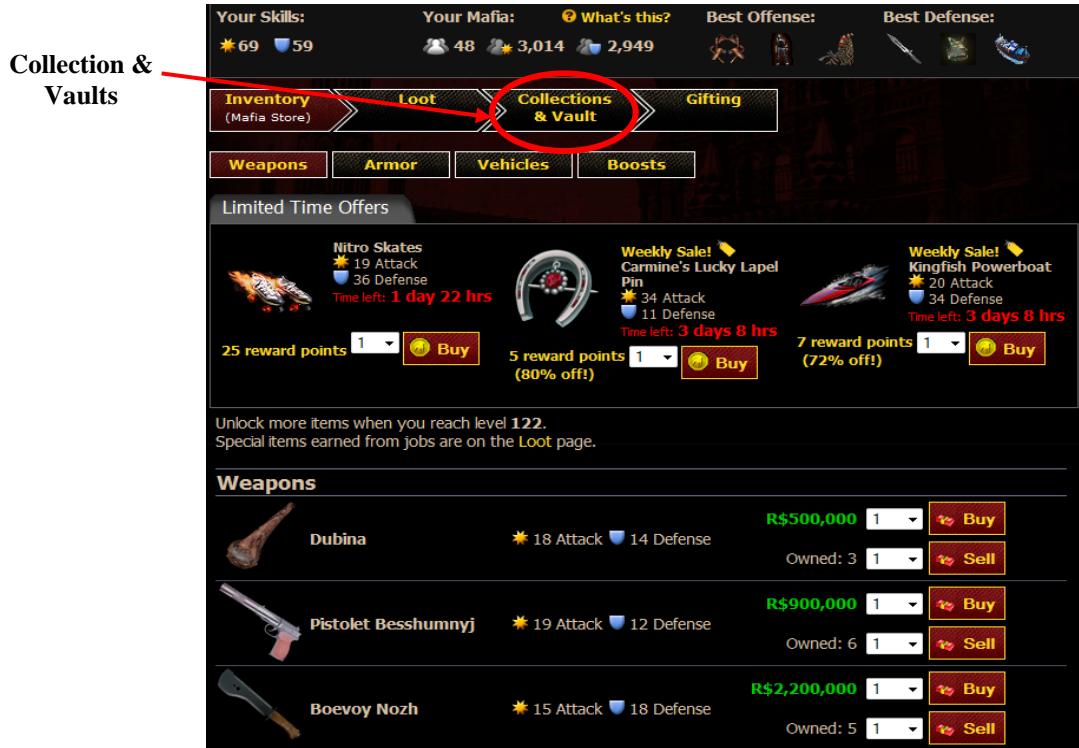 Collection &
Vaults
Your Skills: Your Mafia: What's this? Best Offense: Best Defense:
69 59 48 3,014 2,949
Inventory
(Mafia Store)
Loot
Collections
& Vault
Gifting
Weapons Armor Vehicles Boosts
Limited Time Offers
Nitro Skates
19 Attack
36 Defense
Time left: 1 day 22 hrs
25 reward points 1 Buy
Weekly Sale!
Carmine's Lucky Lapel
Pin
34 Attack
11 Defense
Time left: 3 days 8 hrs
5 reward points 1 Buy
(80% off!)
Weekly Sale!
Kingfish Powerboat
20 Attack
34 Defense
Time left: 3 days 8 hrs
7 reward points 1 Buy
(72% off!)
Unlock more items when you reach level 122.
Special items earned from jobs are on the Loot page.
Weapons
R$500,000 1 Buy
Dubina 18 Attack 14 Defense
Owned: 3 1 Sell
R$900,000 1 Buy
Pistolet Besshumnyj 19 Attack 12 Defense
Owned: 6 1 Sell
R$2,200,000 1 Buy
Boevoy Nozh 15 Attack 18 Defense
Owned: 5 1 Sell